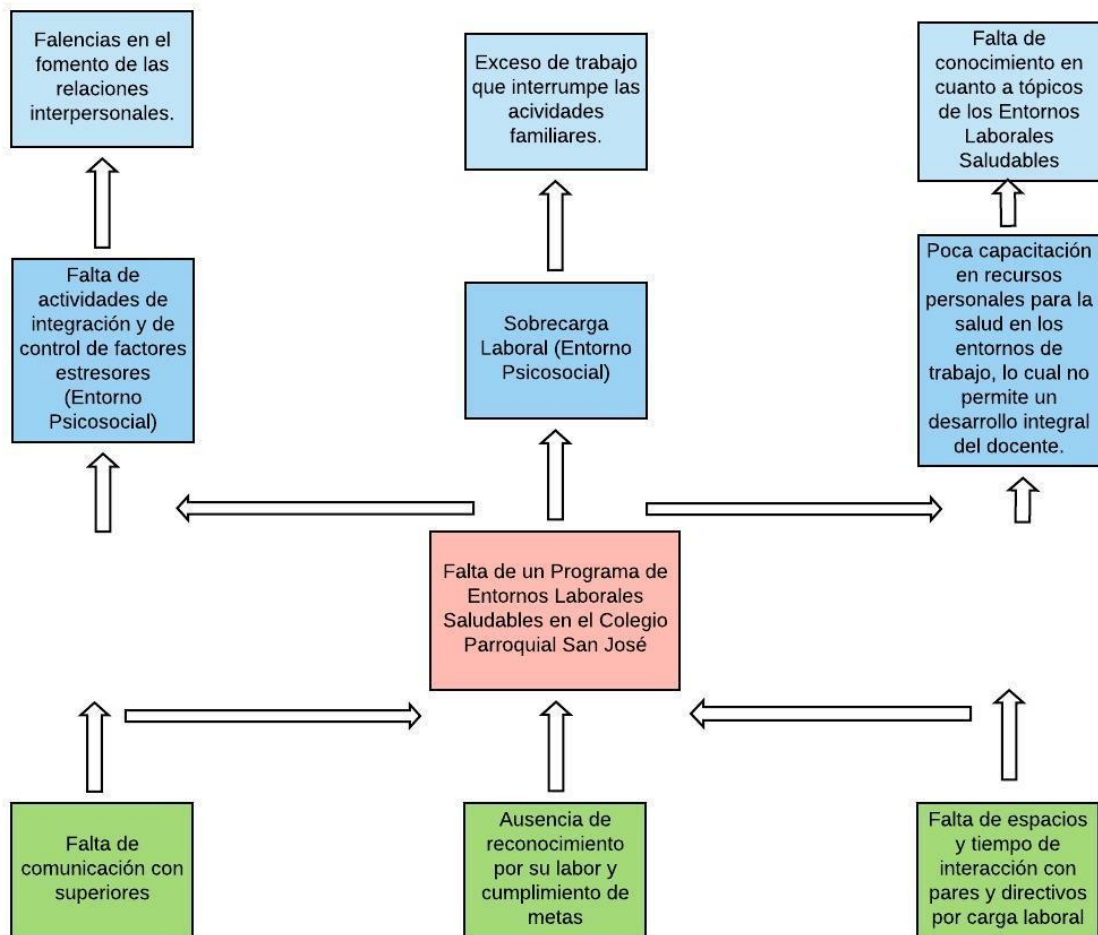 Falencias en el
fomento de las
relaciones
interpersonales.
Exceso de trabajo
que interrumpe las
acividades
familiares.
Falta de
conocimiento en
cuanto a tópicos
de los Entornos
Laborales
Saludables
Falta de
actividades de
integración y de
control de factores
estresores
(Entorno
Psicosocial)
Sobrecarga
Laboral (Entorno
Psicosocial)
Poca capacitación
en recursos
personales para la
salud en los
entornos de
trabajo, lo cual no
permite un
desarrollo integral
del docente.
Falta de un Programa de
Entornos Laborales
Saludables en el Colegio
Parroquial San José
Falta de
comunicación con
superiores
Ausencia de
reconocimiento
por su labor y
cumplimiento de
metas
Falta de espacios
y tiempo de
interacción con
pares y directivos
por carga laboral